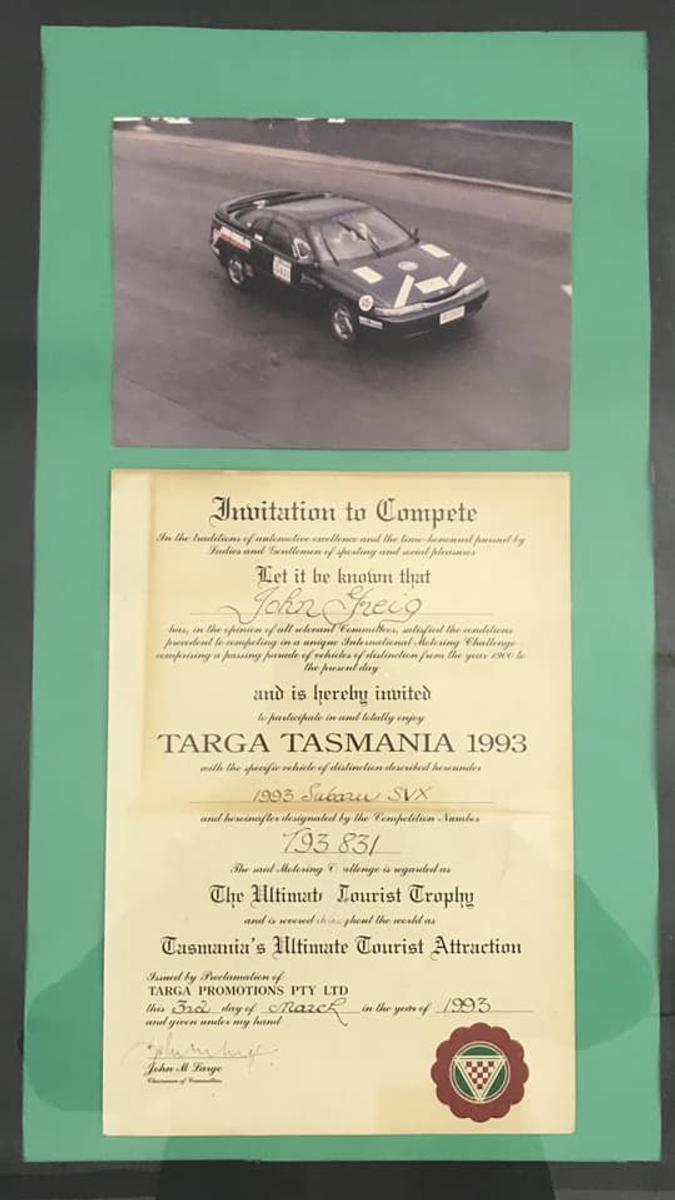 Invitation to Compete
In the traditions of automotive excellence and the time-honoured pursuit by
Ladies and Gentlemen of sporting and social pleasures
Let it be known that
John Greig
has, in the opinion of all relevant Committees, satisfied the conditions
precedent to competing in a unique International Motoring Challenge
comprising a passing parade of vehicles of distinction from the year 1900 to
the present day
and is hereby invited
to participate in and totally enjoy
TARGA TASMANIA 1993
with the specific vehicle of distinction described hereunder
1993 Subaru SVX
and hereinafter designated by the Competition Number
T93 831
The said Motoring C allenge is regarded as
The Ultimate Tourist Trophy
and is revered throughout the world as
Tasmania's Ultimate Tourist Attraction
Issued by Proclamation of
TARGA PROMOTIONS PTY LTD
this 3rd day of March in the year of 1993
and given under my hand
John M Large
Chairman of Committees